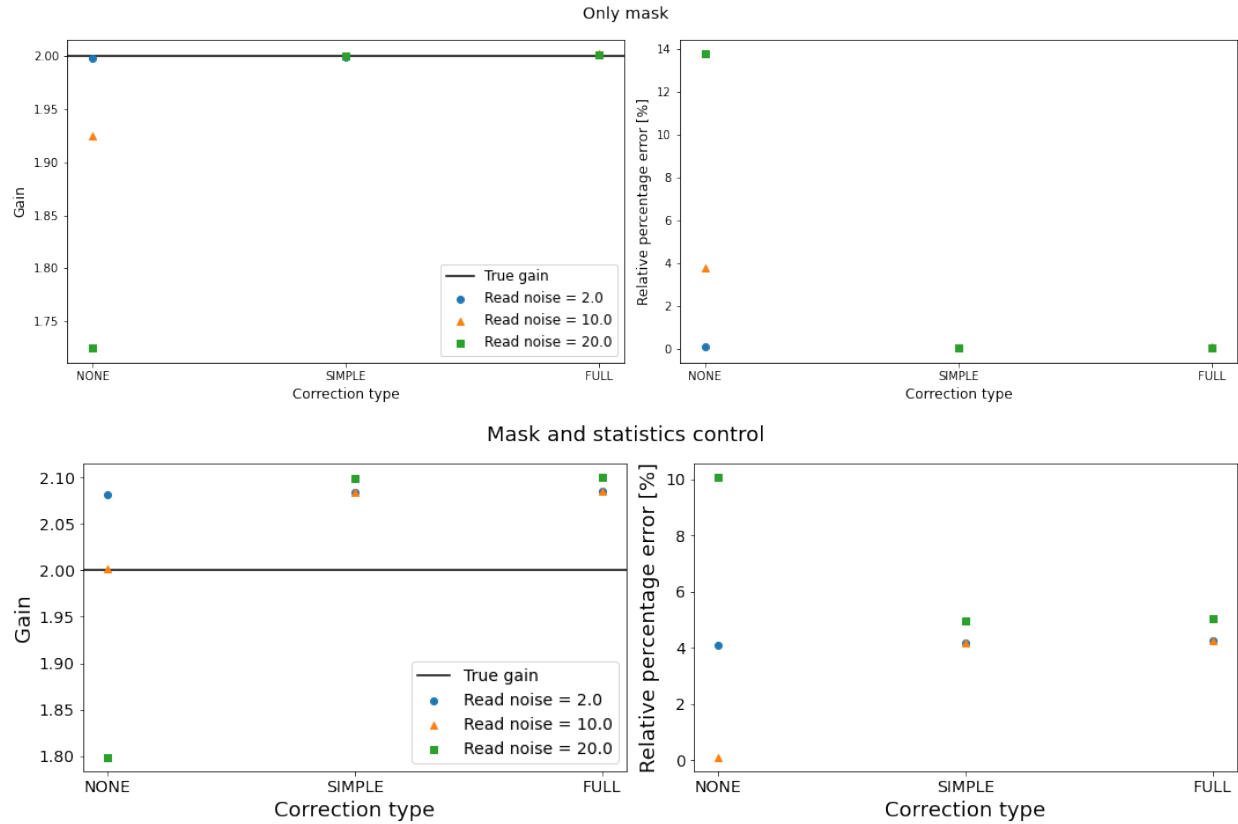 Only mask
2.00
1.95
1.90
1.85
1.80
1.75
Gain
True gain
Read noise = 2.0
Read noise = 10.0
Read noise = 20.0
NONE SIMPLE FULL
Correction type
14
12
10
8
6
4
2
0
Relative percentage error [%]
NONE SIMPLE FULL
Correction type
Mask and statistics control
2.10
2.05
2.00
1.95
1.90
1.85
1.80
Gain
True gain
Read noise = 2.0
Read noise = 10.0
Read noise = 20.0
NONE SIMPLE FULL
Correction type
10
8
6
4
2
0
Relative percentage error [%]
NONE SIMPLE FULL
Correction type